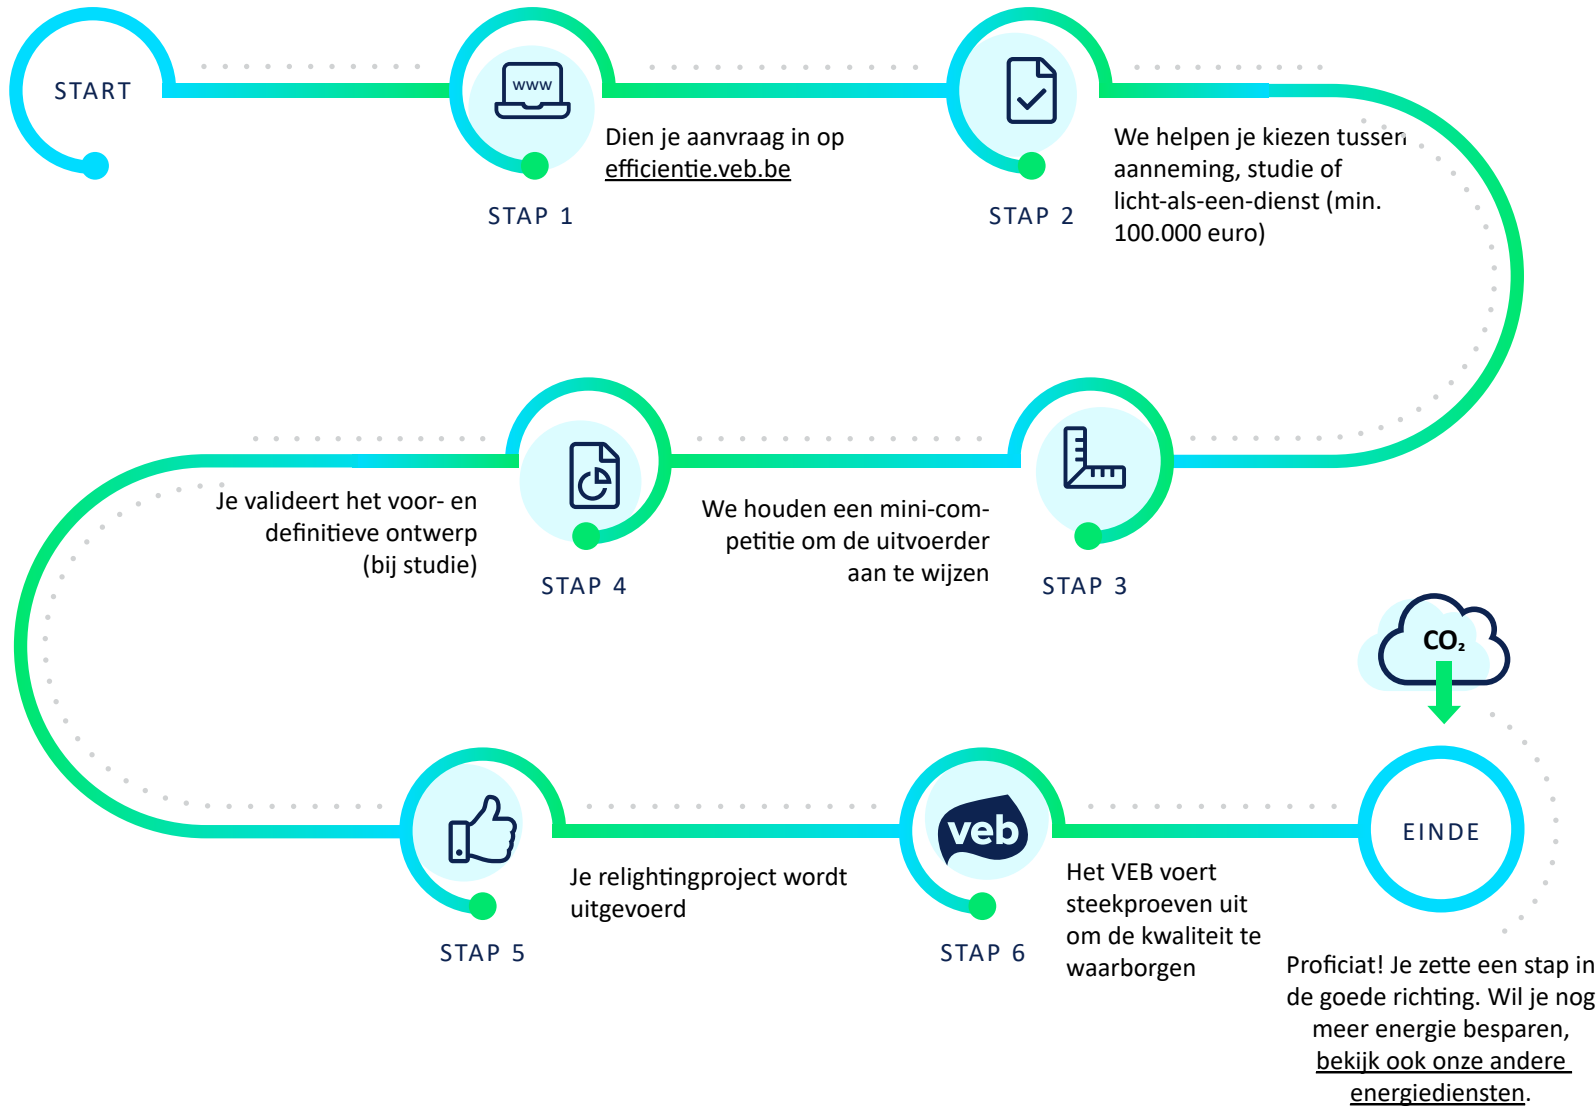 START
www
Dien je aanvraag in op
efficientie.veb.be
STAP 1
We helpen je kiezen tussen
aanneming, studie of
licht-als-een-dienst (min.
100.000 euro)
STAP 2
We houden een mini-com-
petitie om de uitvoerder
aan te wijzen
STAP 3
Je valideert het voor- en
definitieve ontwerp
(bij studie)
STAP 4
Je relightingproject wordt
uitgevoerd
STAP 5
veb
Het VEB voert
steekproeven uit
om de kwaliteit te
waarborgen
STAP 6
CO₂
EINDE
Proficiat! Je zette een stap in
de goede richting. Wil je nog
meer energie besparen,
bekijk ook onze andere
energiediensten.